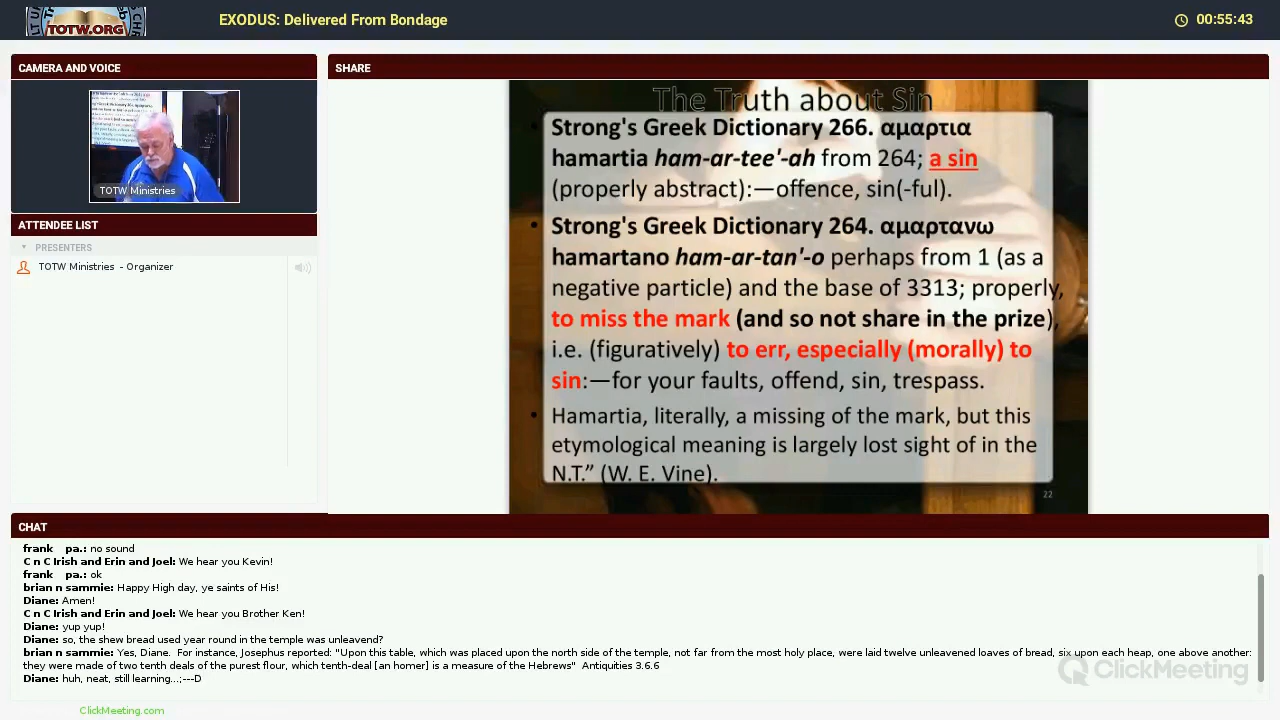 TOTW.ORG
EXODUS: Delivered From Bondage
00:55:43
CAMERA AND VOICE
TOTW Ministries
ATTENDEE LIST
PRESENTERS
TOTW Ministries - Organizer
SHARE
The Truth about Sin
• Strong's Greek Dictionary 266. αμαρτια
hamartia ham-ar-tee'-ah from 264; a sin
(properly abstract):—offence, sin(-ful).
• Strong's Greek Dictionary 264. αμαρτανω
hamartano ham-ar-tan'-o perhaps from 1 (as a
negative particle) and the base of 3313; properly,
to miss the mark (and so not share in the prize),
i.e. (figuratively) to err, especially (morally) to
sin:—for your faults, offend, sin, trespass.
• Hamartia, literally, a missing of the mark, but this
etymological meaning is largely lost sight of in the
N.T.” (W. E. Vine).
22
CHAT
frank pa.: no sound
C n C Irish and Erin and Joel: We hear you Kevin!
frank pa.: ok
brian n sammie: Happy High day, ye saints of His!
Diane: Amen!
C n C Irish and Erin and Joel: We hear you Brother Ken!
Diane: yup yup!
Diane: so, the shew bread used year round in the temple was unleavend?
brian n sammie: Yes, Diane. For instance, Josephus reported: "Upon this table, which was placed upon the north side of the temple, not far from the most holy place, were laid twelve unleavened loaves of bread, six upon each heap, one above another:
they were made of two tenth deals of the purest flour, which tenth-deal [an homer] is a measure of the Hebrews" Antiquities 3.6.6
Diane: huh, neat, still learning...;---D
ClickMeeting
ClickMeeting.com